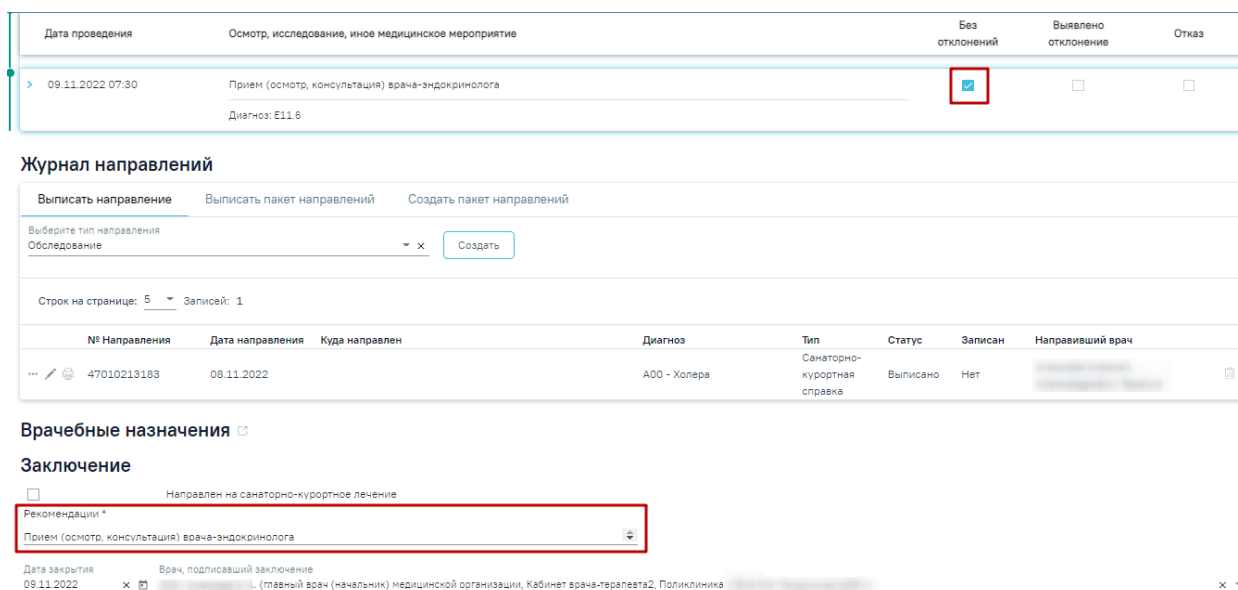 Дата проведения Осмотр, исследование, иное медицинское мероприятие Без отклонений Выявлено отклонение Отказ
09.11.2022 07:30 Прием (осмотр, консультация) врача-эндокринолога
Диагноз: E11.6
Журнал направлений
Выписать направление Выписать пакет направлений Создать пакет направлений
Выберите тип направления
Обследование Создать
Строк на странице: 5 Записей: 1
№ Направления Дата направления Куда направлен Диагноз Тип Статус Записан Направивший врач
47010213183 08.11.2022 A00 - Холера Санаторно-курортная справка Выписано Нет
Врачебные назначения
Заключение
Направлен на санаторно-курортное лечение
Рекомендации *
Прием (осмотр, консультация) врача-эндокринолога
Дата закрытия Врач, подписавший заключение
09.11.2022 (главный врач (начальник) медицинской организации, Кабинет врача-терапевта2, Поликлиника